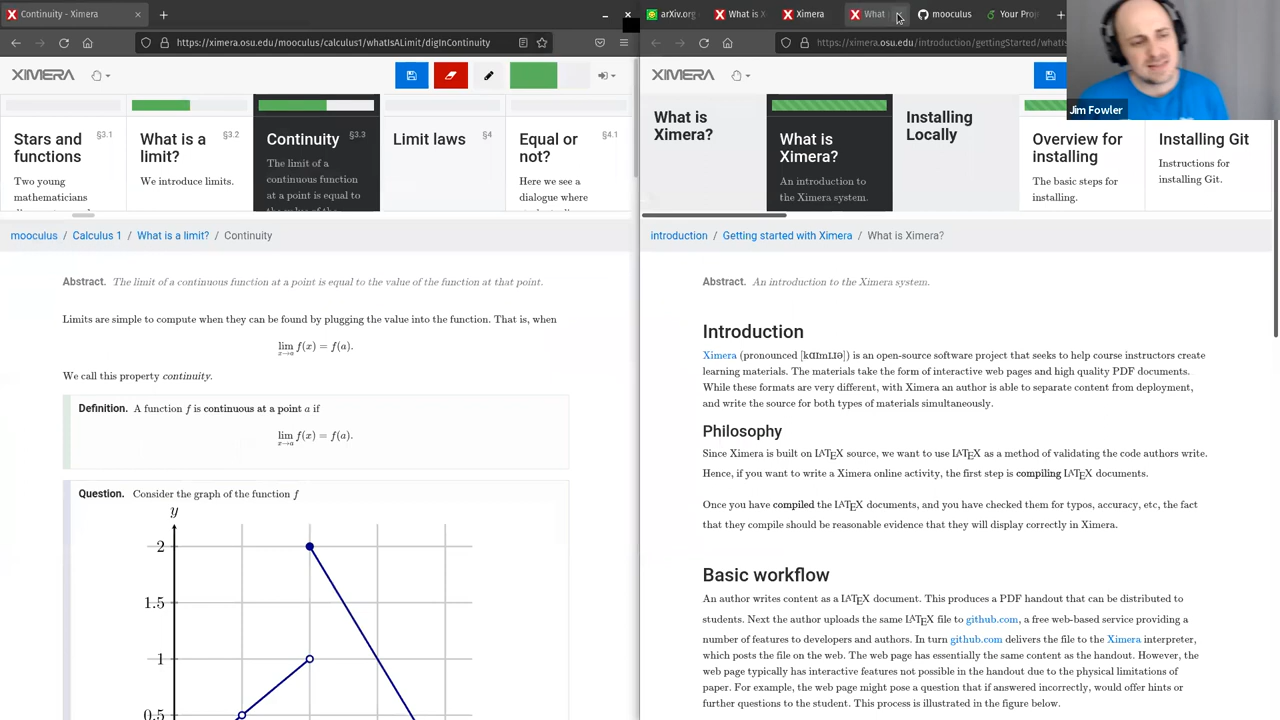 Continuity - Ximera
https://ximera.osu.edu/mooculus/calculus1/whatIsALimit/digInContinuity
XIMERA
Stars and functions
§3.1
Two young
mathematicians
What is a limit?
§3.2
We introduce limits.
Continuity
§3.3
The limit of a
continuous function
at a point is equal to
the value of the
Limit laws
§4
Equal or not?
§4.1
Here we see a
dialogue where
mooculus / Calculus 1 / What is a limit? / Continuity
Abstract. The limit of a continuous function at a point is equal to the value of the function at that point.
Limits are simple to compute when they can be found by plugging the value into the function. That is, when
lim x→a f(x) = f(a).
We call this property continuity.
Definition. A function f is continuous at a point a if
lim x→a f(x) = f(a).
Question. Consider the graph of the function f
y
2
1.5
1
0.5
arXiv.org
What is X
Ximera
What
mooculus
Your Proj
https://ximera.osu.edu/introduction/gettingStarted/whatIs
Jim Fowler
XIMERA
What is Ximera?
What is Ximera?
An introduction to
the Ximera system.
Installing Locally
Overview for installing
The basic steps for
installing.
Installing Git
Instructions for
installing Git.
introduction / Getting started with Ximera / What is Ximera?
Abstract. An introduction to the Ximera system.
Introduction
Ximera (pronounced [kɑɪmɪɹə]) is an open-source software project that seeks to help course instructors create
learning materials. The materials take the form of interactive web pages and high quality PDF documents.
While these formats are very different, with Ximera an author is able to separate content from deployment,
and write the source for both types of materials simultaneously.
Philosophy
Since Ximera is built on LATEX source, we want to use LATEX as a method of validating the code authors write.
Hence, if you want to write a Ximera online activity, the first step is compiling LATEX documents.
Once you have compiled the LATEX documents, and you have checked them for typos, accuracy, etc, the fact
that they compile should be reasonable evidence that they will display correctly in Ximera.
Basic workflow
An author writes content as a LATEX document. This produces a PDF handout that can be distributed to
students. Next the author uploads the same LATEX file to github.com, a free web-based service providing a
number of features to developers and authors. In turn github.com delivers the file to the Ximera interpreter,
which posts the file on the web. The web page has essentially the same content as the handout. However, the
web page typically has interactive features not possible in the handout due to the physical limitations of
paper. For example, the web page might pose a question that if answered incorrectly, would offer hints or
further questions to the student. This process is illustrated in the figure below.